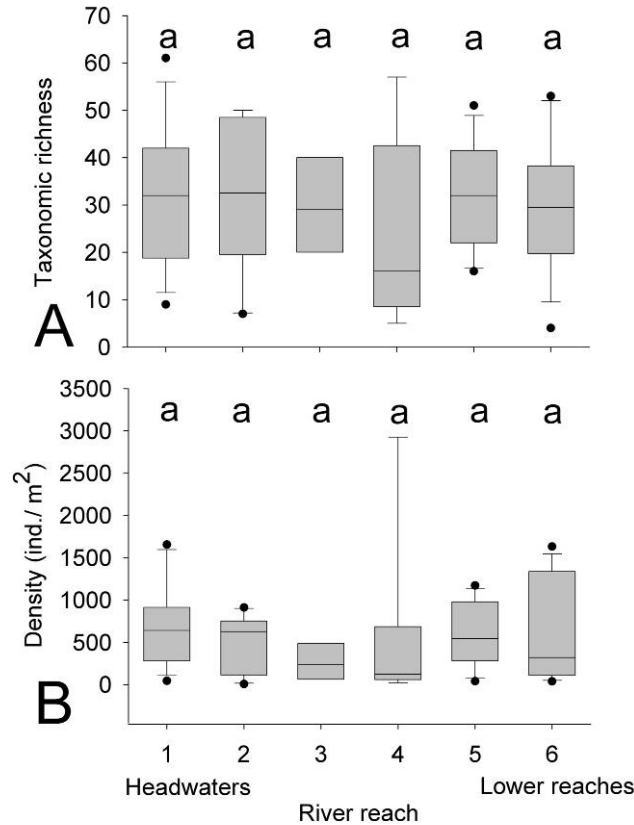 70
a a a a a a
60
50
40
30
20
10
0
Taxonomic richness
A
3500
a a a a a a
3000
2500
2000
1500
1000
500
0
Density (ind./ m²)
B
1 2 3 4 5 6
Headwaters Lower reaches
River reach